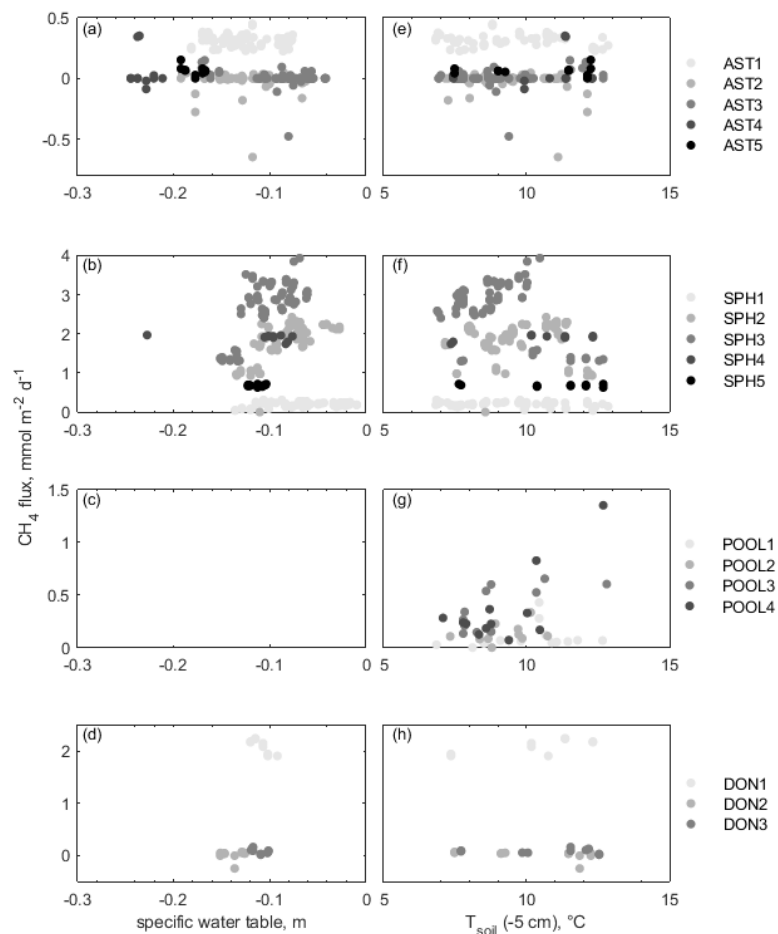 0.5
(a)
(e)
0
-0.5
-0.3
-0.2
-0.1
0
5
10
15
AST1
AST2
AST3
AST4
AST5
4
(b)
(f)
3
2
1
0
-0.3
-0.2
-0.1
0
5
10
15
SPH1
SPH2
SPH3
SPH4
SPH5
CH4 flux, mmol m-2 d-1
1.5
(c)
(g)
1
0.5
0
-0.3
-0.2
-0.1
0
5
10
15
POOL1
POOL2
POOL3
POOL4
(d)
(h)
2
1
0
-0.3
-0.2
-0.1
0
5
10
15
DON1
DON2
DON3
specific water table, m
Tsoil (-5 cm), °C